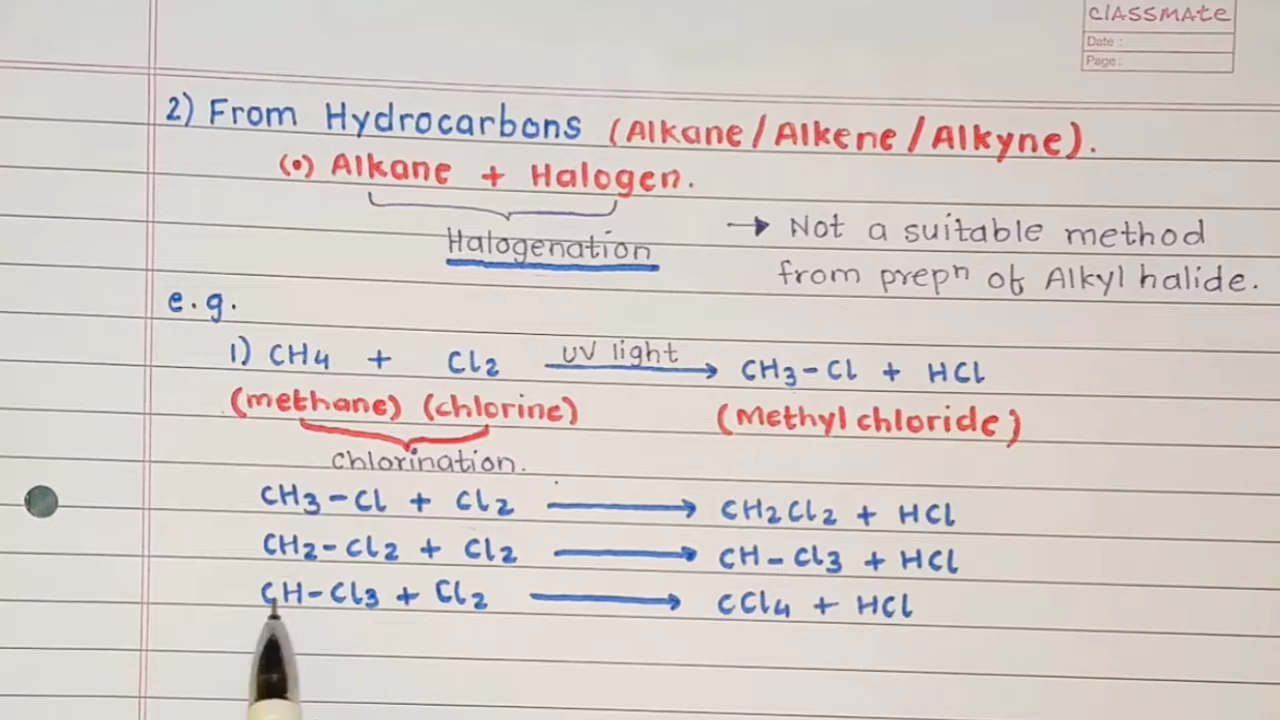 CLASSMATE
Date :
Page :
2) From Hydrocarbons (Alkane/Alkene/Alkyne).
(•) Alkane + Halogen.
Halogenation
→ Not a suitable method
from prepⁿ of Alkyl halide.
e.g.
1) CH4 + Cl2 UV light → CH3-Cl + HCl
(methane) (chlorine) (Methyl chloride)
chlorination.
CH3-Cl + Cl2 → CH2Cl2 + HCl
CH2-Cl2 + Cl2 → CH-Cl3 + HCl
CH-Cl3 + Cl2 → CCl4 + HCl